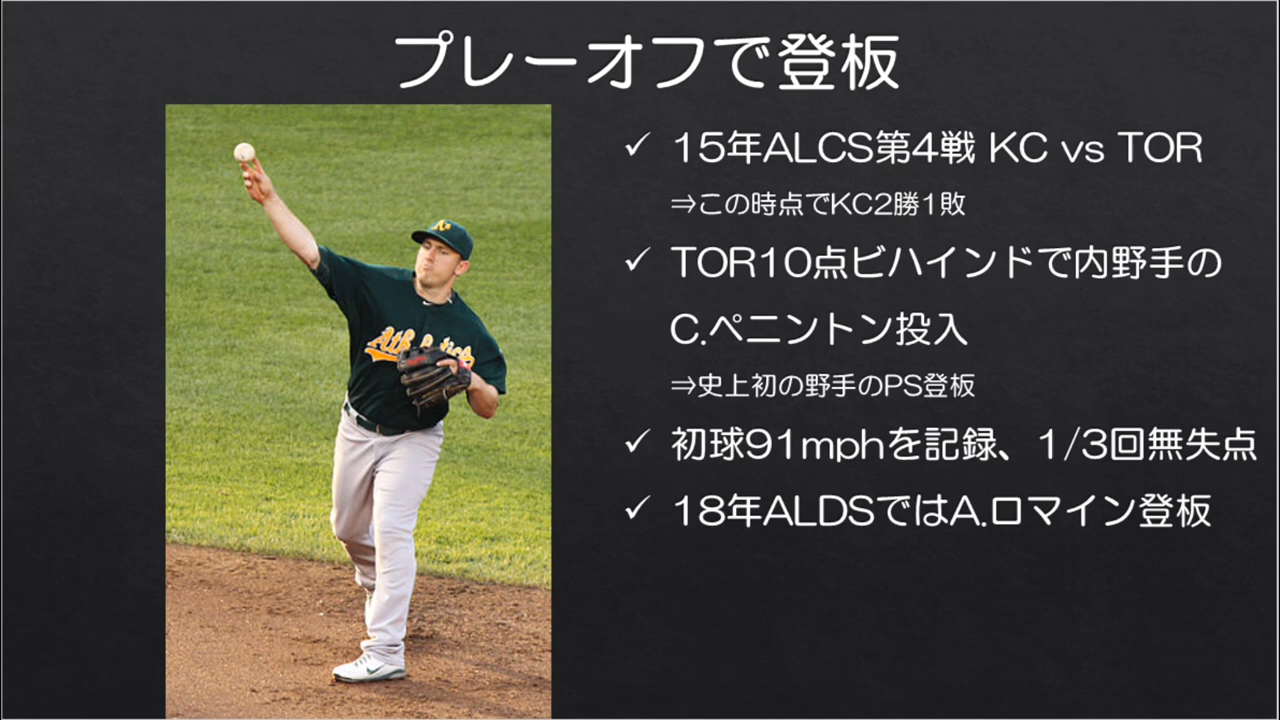 プレーオフで登板
✓ 15年ALCS第4戦 KC vs TOR
⇒この時点でKC2勝1敗
✓ TOR10点ビハインドで内野手の
C.ペニントン投入
⇒史上初の野手のPS登板
✓ 初球91mphを記録、1/3回無失点
✓ 18年ALDSではA.ロマイン登板
A's
Athletics